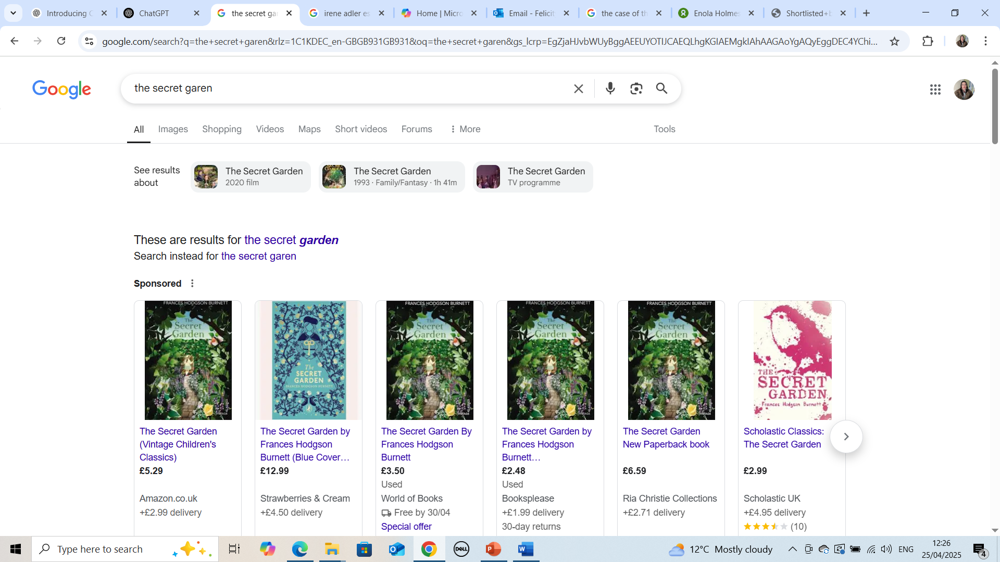 Introducing C
ChatGPT
the secret gar
irene adler es
Home | Micro
Email - Felicit
the case of th
Enola Holmes
Shortlisted+b
google.com/search?q=the+secret+garen&rlz=1C1KDEC_en-GBGB931GB931&oq=the+secret+garen&gs_lcrp=EgZjaHJvbWUyBggAEEUYOTIJCAEQLhgKGIAEMgkIAhAAGAoYgAQyEggDEC4YChi...
Google
the secret garen
All Images Shopping Videos Maps Short videos Forums More Tools
See results about
The Secret Garden
2020 film
The Secret Garden
1993 · Family/Fantasy · 1h 41m
The Secret Garden
TV programme
These are results for the secret garden
Search instead for the secret garen
Sponsored
FRANCES HODGSON BURNETT
The Secret Garden
VINTAGE CLASSICS
The Secret Garden
(Vintage Children's
Classics)
£5.29
Amazon.co.uk
+£2.99 delivery
The
SECRET
GARDEN
FRANCES HODGSON BURNETT
The Secret Garden by
Frances Hodgson
Burnett (Blue Cover…
£12.99
Strawberries & Cream
+£4.50 delivery
FRANCES HODGSON BURNETT
The Secret Garden
VINTAGE CLASSICS
The Secret Garden By
Frances Hodgson
Burnett
£3.50
Used
World of Books
Free by 30/04
Special offer
FRANCES HODGSON BURNETT
The Secret Garden
VINTAGE CLASSICS
The Secret Garden by
Frances Hodgson
Burnett…
£2.48
Used
Booksplease
+£1.99 delivery
30-day returns
FRANCES HODGSON BURNETT
The Secret Garden
VINTAGE CLASSICS
The Secret Garden
New Paperback book
£6.59
Ria Christie Collections
+£2.71 delivery
THE
SECRET
GARDEN
Frances Hodgson Burnett
Scholastic Classics:
The Secret Garden
£2.99
Scholastic UK
+£4.95 delivery
(10)
Type here to search
DELL
12°C Mostly cloudy
ENG
12:26
25/04/2025
4